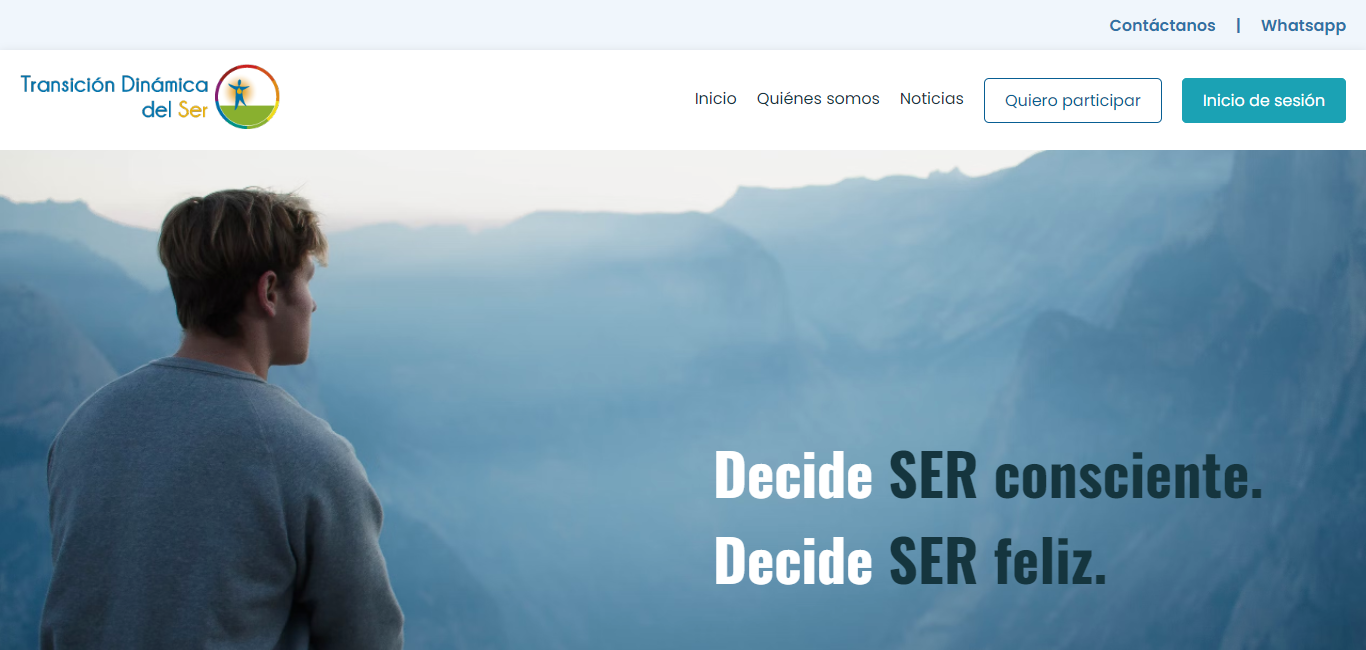 Contáctanos | Whatsapp
Transición Dinámica
del Ser
Inicio Quiénes somos Noticias Quiero participar Inicio de sesión
Decide SER consciente.
Decide SER feliz.